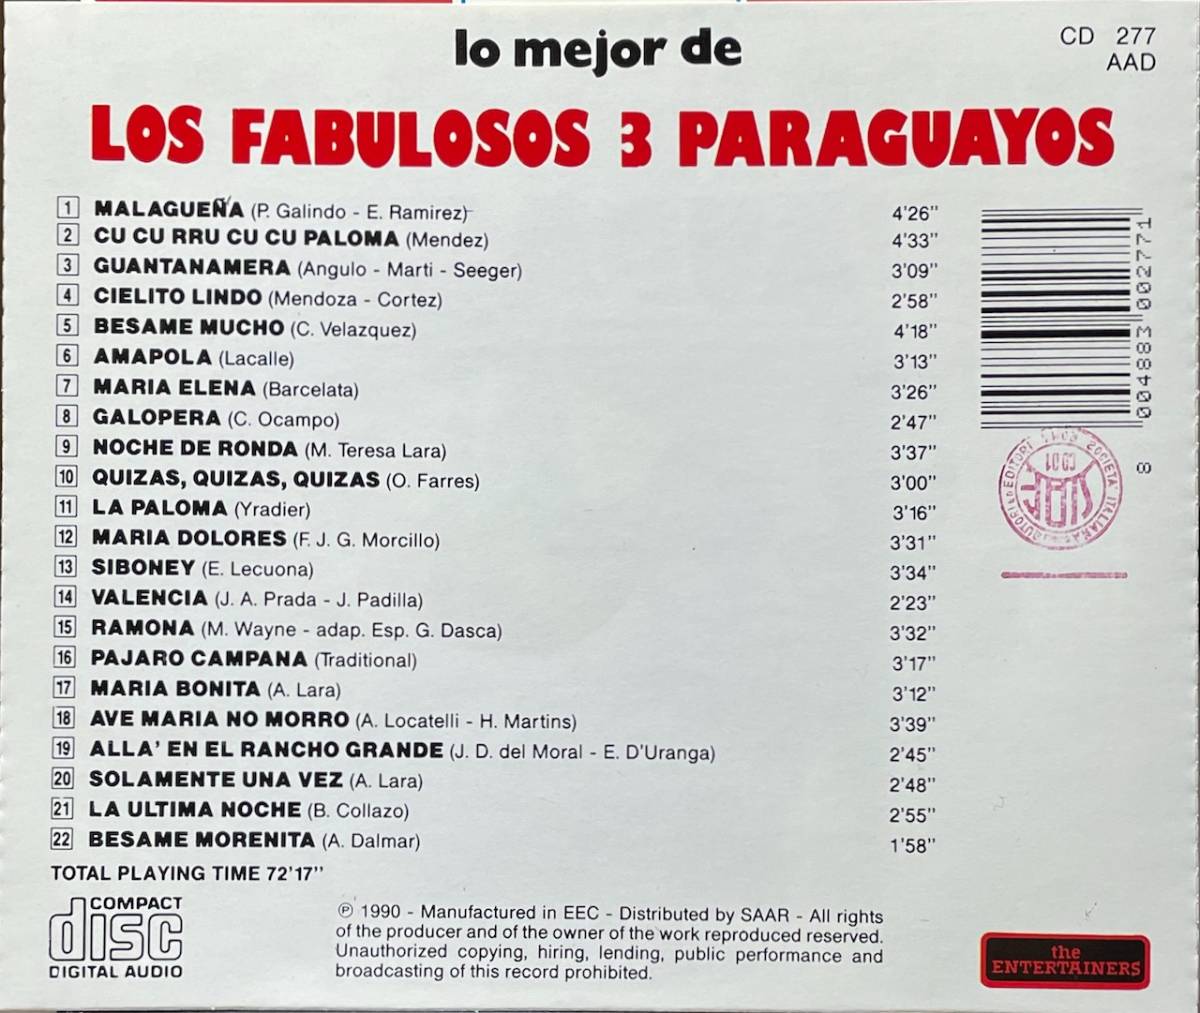 lo mejor de
CD 277
AAD
LOS FABULOSOS 3 PARAGUAYOS
1 MALAGUEÑA (P. Galindo - E. Ramirez) 4'26"
2 CU CU RRU CU CU PALOMA (Mendez) 4'33"
3 GUANTANAMERA (Angulo - Marti - Seeger) 3'09"
4 CIELITO LINDO (Mendoza - Cortez) 2'58"
5 BESAME MUCHO (C. Velazquez) 4'18"
6 AMAPOLA (Lacalle) 3'13"
7 MARIA ELENA (Barcelata) 3'26"
8 GALOPERA (C. Ocampo) 2'47"
9 NOCHE DE RONDA (M. Teresa Lara) 3'37"
10 QUIZAS, QUIZAS, QUIZAS (O. Farres) 3'00"
11 LA PALOMA (Yradier) 3'16"
12 MARIA DOLORES (F. J. G. Morcillo) 3'31"
13 SIBONEY (E. Lecuona) 3'34"
14 VALENCIA (J. A. Prada - J. Padilla) 2'23"
15 RAMONA (M. Wayne - adap. Esp. G. Dasca) 3'32"
16 PAJARO CAMPANA (Traditional) 3'17"
17 MARIA BONITA (A. Lara) 3'12"
18 AVE MARIA NO MORRO (A. Locatelli - H. Martins) 3'39"
19 ALLA' EN EL RANCHO GRANDE (J. D. del Moral - E. D'Uranga) 2'45"
20 SOLAMENTE UNA VEZ (A. Lara) 2'48"
21 LA ULTIMA NOCHE (B. Collazo) 2'55"
22 BESAME MORENITA (A. Dalmar) 1'58"
TOTAL PLAYING TIME 72'17"
8 004883 002771
SOCIETA' ITALIANA AUTORI ED EDITORI ROMA
SIAE
COMPACT
disc
DIGITAL AUDIO
℗ 1990 - Manufactured in EEC - Distributed by SAAR - All rights
of the producer and of the owner of the work reproduced reserved.
Unauthorized copying, hiring, lending, public performance and
broadcasting of this record prohibited.
the
ENTERTAINERS